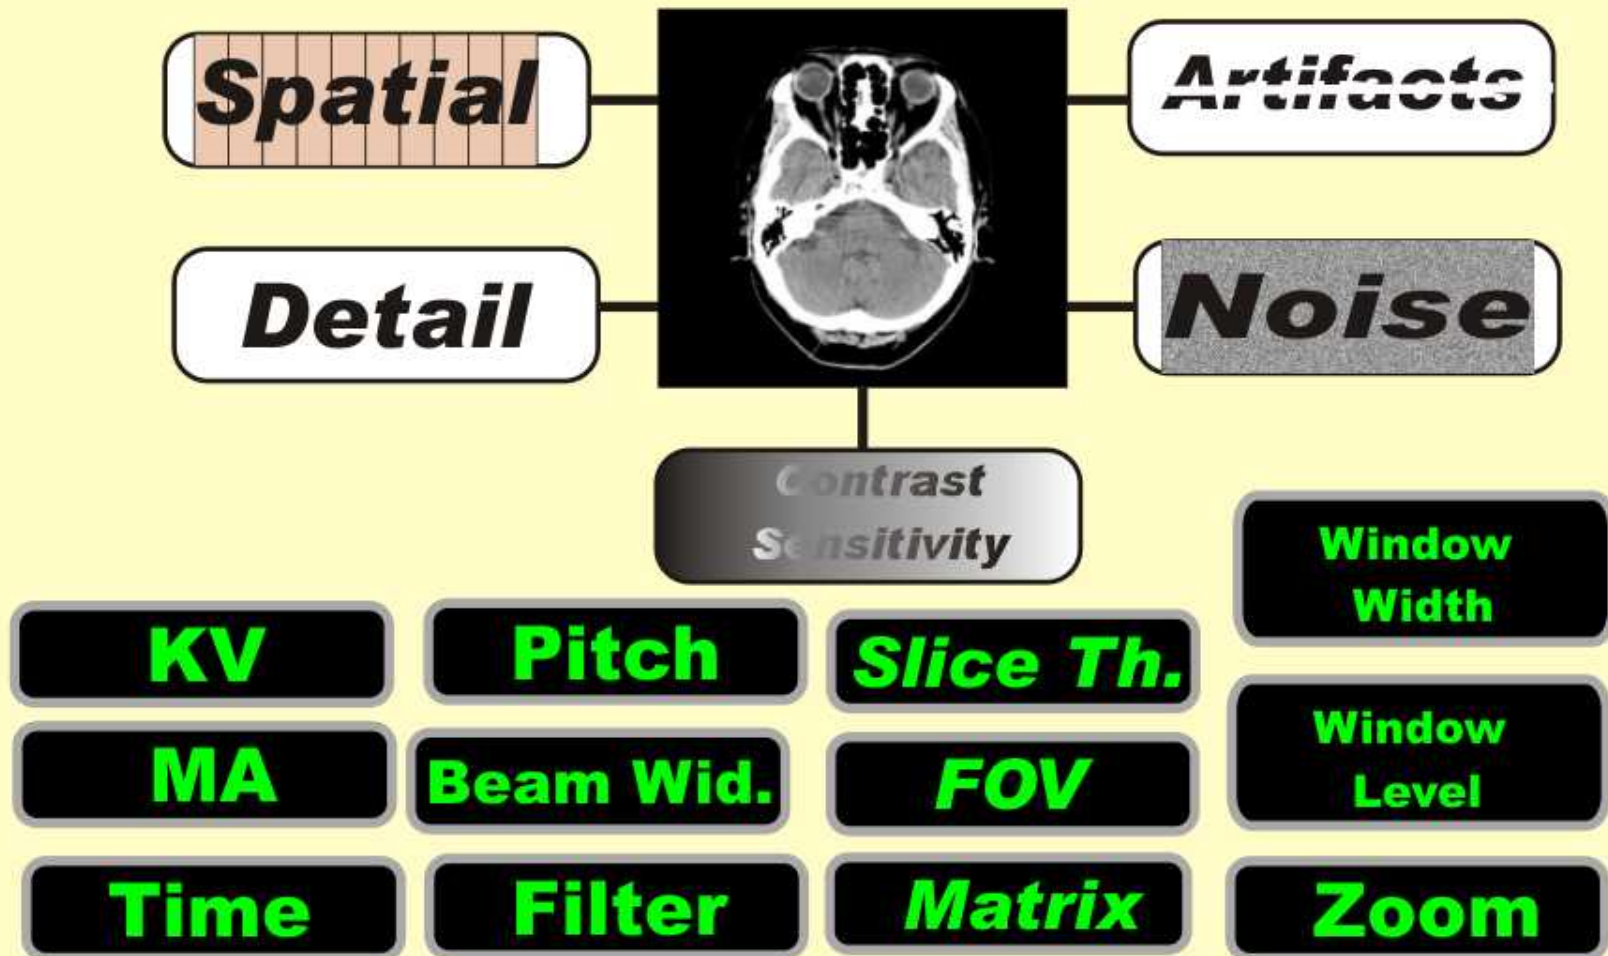 Spatial
Artifacts
Detail
Noise
Contrast
Sensitivity
Window
Width
KV
Pitch
Slice Th.
Window
Level
MA
Beam Wid.
FOV
Time
Filter
Matrix
Zoom